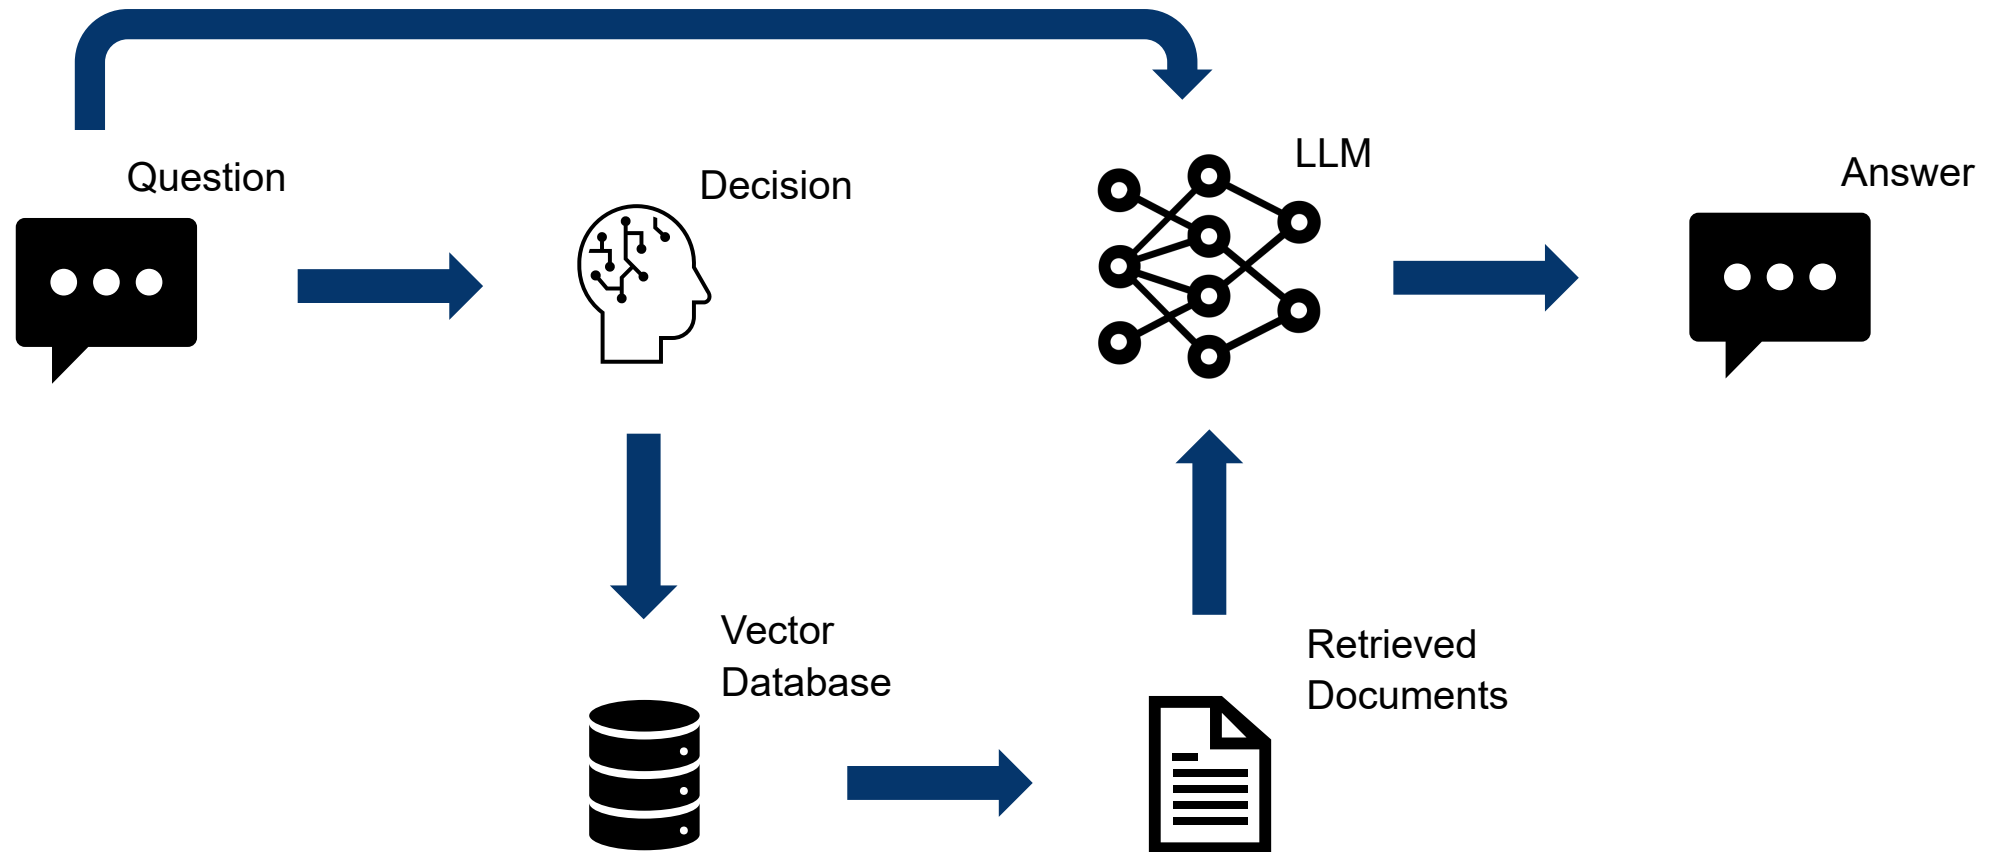 Question
Decision
LLM
Answer
Vector
Database
Retrieved
Documents